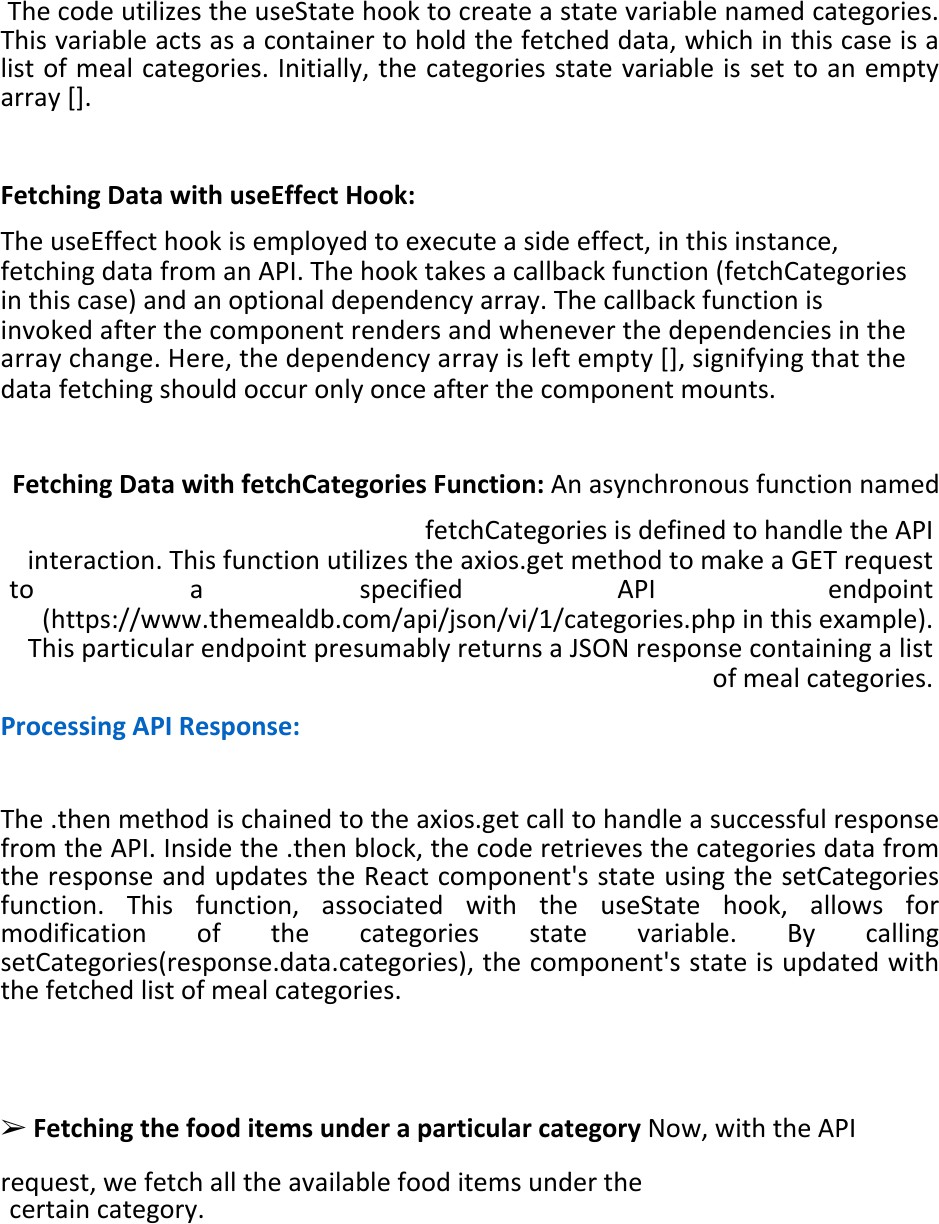 The code utilizes the useState hook to create a state variable named categories.
This variable acts as a container to hold the fetched data, which in this case is a
list of meal categories. Initially, the categories state variable is set to an empty
array [].
Fetching Data with useEffect Hook:
The useEffect hook is employed to execute a side effect, in this instance,
fetching data from an API. The hook takes a callback function (fetchCategories
in this case) and an optional dependency array. The callback function is
invoked after the component renders and whenever the dependencies in the
array change. Here, the dependency array is left empty [], signifying that the
data fetching should occur only once after the component mounts.
Fetching Data with fetchCategories Function: An asynchronous function named
fetchCategories is defined to handle the API
interaction. This function utilizes the axios.get method to make a GET request
to a specified API endpoint
(https://www.themealdb.com/api/json/vi/1/categories.php in this example).
This particular endpoint presumably returns a JSON response containing a list
of meal categories.
Processing API Response:
The .then method is chained to the axios.get call to handle a successful response
from the API. Inside the .then block, the code retrieves the categories data from
the response and updates the React component's state using the setCategories
function. This function, associated with the useState hook, allows for
modification of the categories state variable. By calling
setCategories(response.data.categories), the component's state is updated with
the fetched list of meal categories.
➢ Fetching the food items under a particular category Now, with the API
request, we fetch all the available food items under the
certain category.